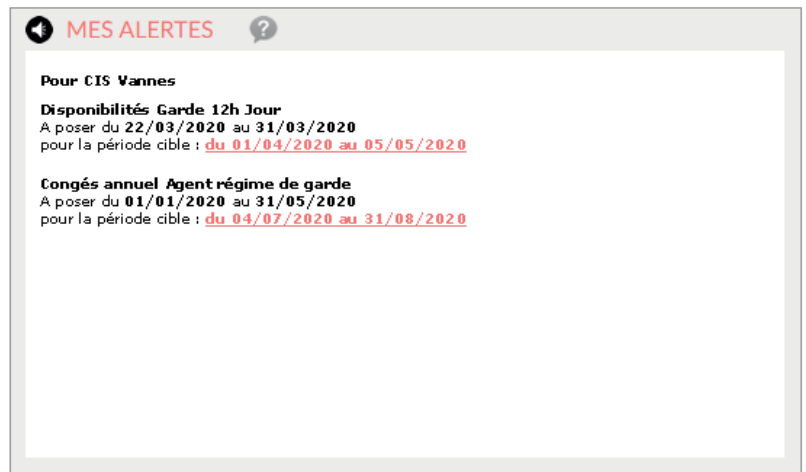 MES ALERTES ?
Pour CIS Vannes
Disponibilités Garde 12h Jour
A poser du 22/03/2020 au 31/03/2020
pour la période cible : du 01/04/2020 au 05/05/2020
Congés annuel Agent régime de garde
A poser du 01/01/2020 au 31/05/2020
pour la période cible : du 04/07/2020 au 31/08/2020